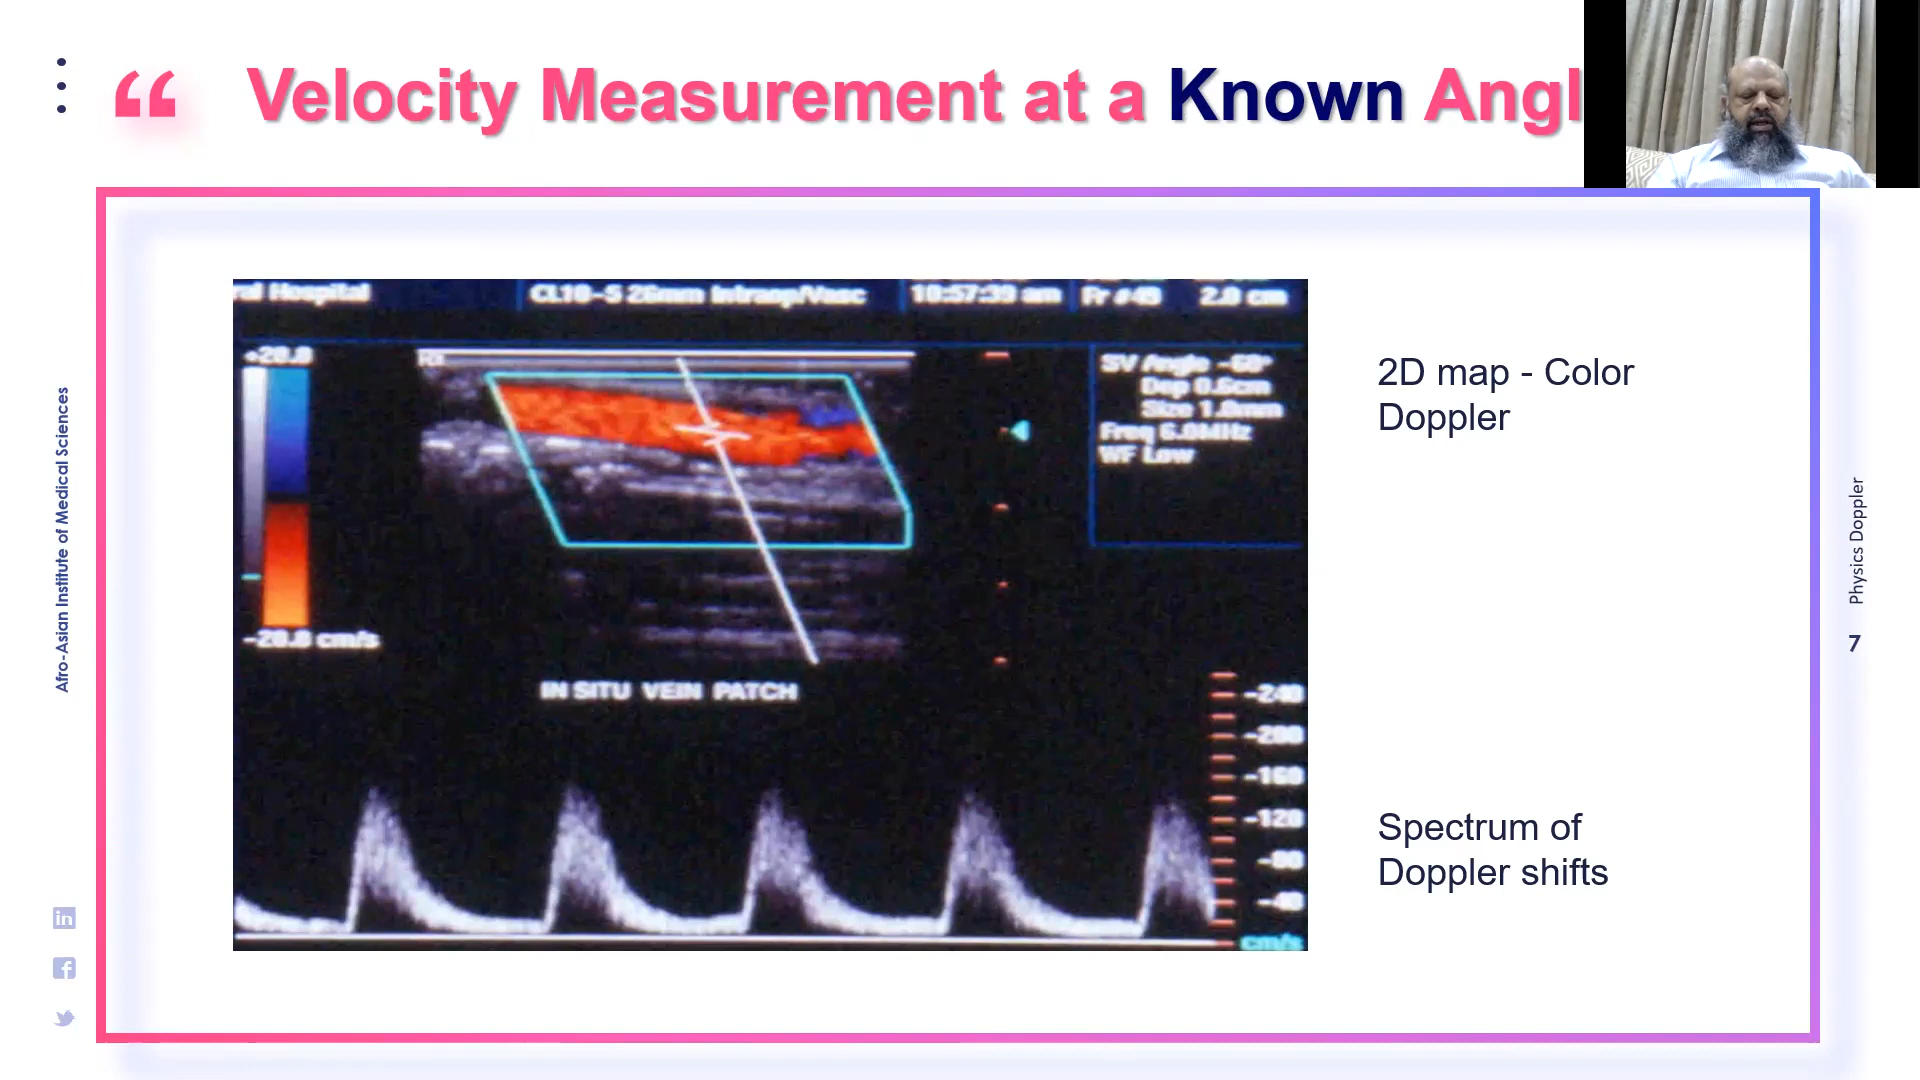 “ Velocity Measurement at a Known Angl
Afro-Asian Institute of Medical Sciences
Hospital CL10-5 26mm Intraop/Vasc 10:57:39 am Fr #49 2.0 cm
+20.0
SV Angle -60°
Dep 0.6cm
Size 1.0mm
Freq 6.0MHz
WF Low
-20.0 cm/s
IN SITU VEIN PATCH
-240
-200
-160
-120
-80
-40
cm/s
2D map - Color
Doppler
Spectrum of
Doppler shifts
Physics Doppler
7
in
f